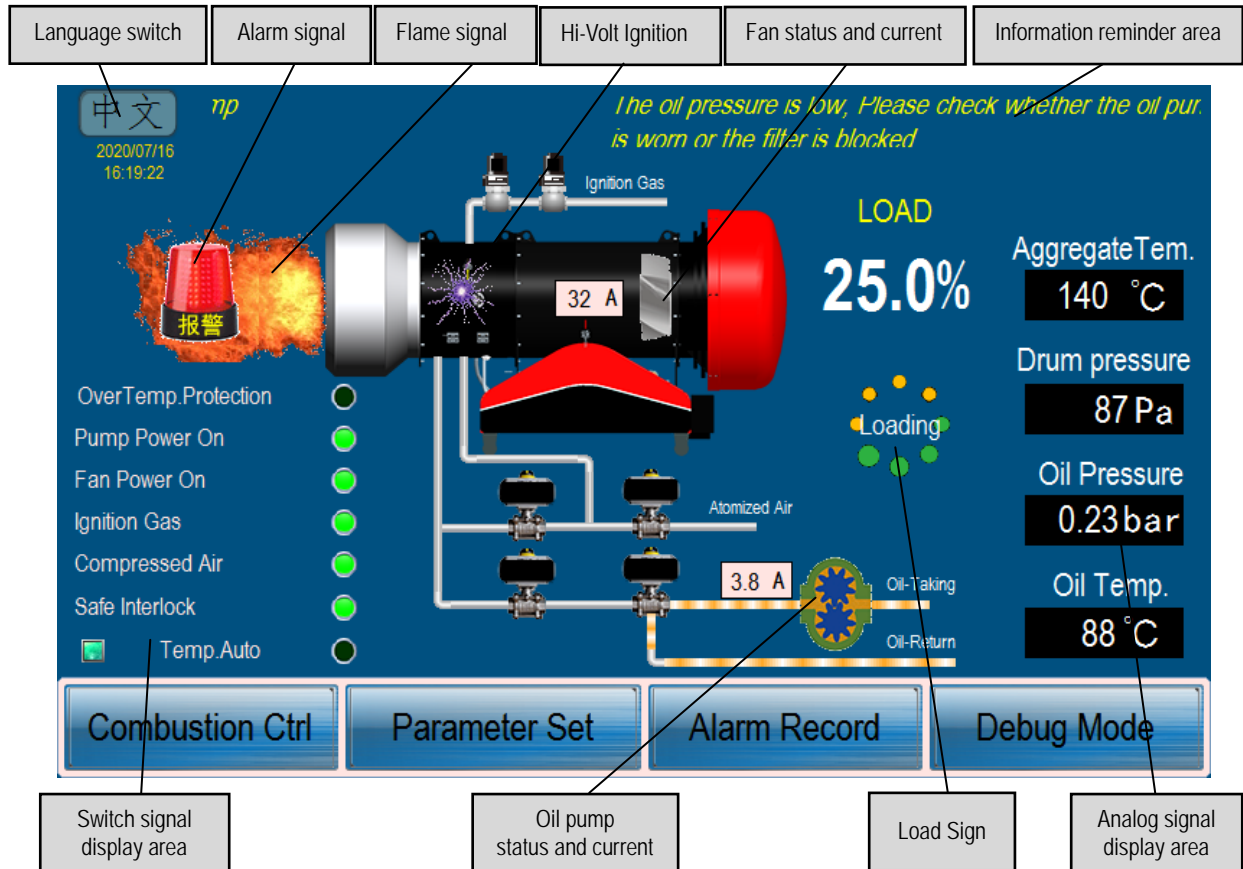 Language switch
Alarm signal
Flame signal
Hi-Volt Ignition
Fan status and current
Information reminder area
中文
mp
The oil pressure is low, Please check whether the oil pur
is worn or the filter is blocked
2020/07/16
16:19:22
Ignition Gas
LOAD
25.0%
AggregateTem.
140 °C
32 A
报警
Drum pressure
87 Pa
OverTemp.Protection
Pump Power On
Fan Power On
Ignition Gas
Compressed Air
Safe Interlock
Temp.Auto
Loading
Oil Pressure
0.23bar
Atomized Air
3.8 A
Oil-Taking
Oil-Return
Oil Temp.
88 °C
Combustion Ctrl
Parameter Set
Alarm Record
Debug Mode
Switch signal
display area
Oil pump
status and current
Load Sign
Analog signal
display area